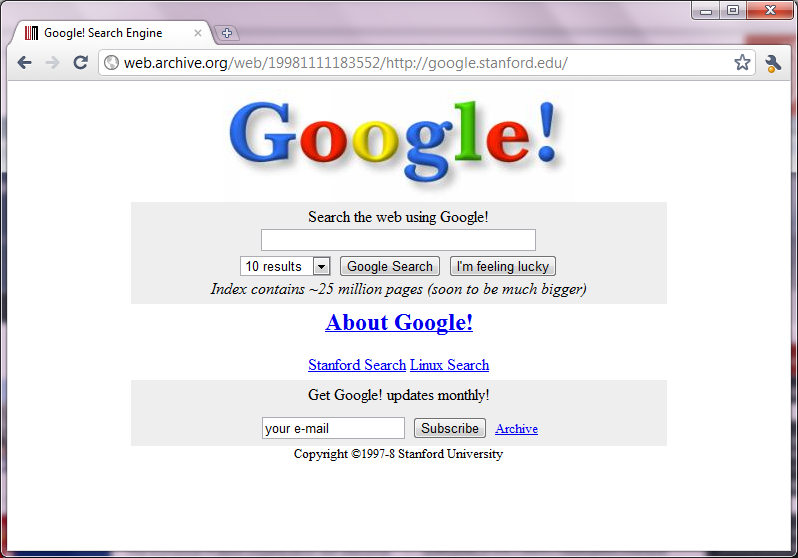 Google! Search Engine
web.archive.org/web/19981111183552/http://google.stanford.edu/
Google!
Search the web using Google!
10 results Google Search I'm feeling lucky
Index contains ~25 million pages (soon to be much bigger)
About Google!
Stanford Search Linux Search
Get Google! updates monthly!
your e-mail Subscribe Archive
Copyright ©1997-8 Stanford University